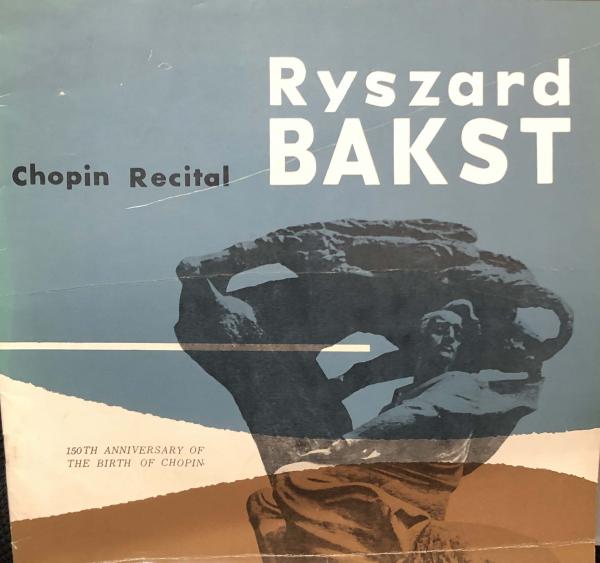 Ryszard
BAKST
Chopin Recital
150TH ANNIVERSARY OF
THE BIRTH OF CHOPIN